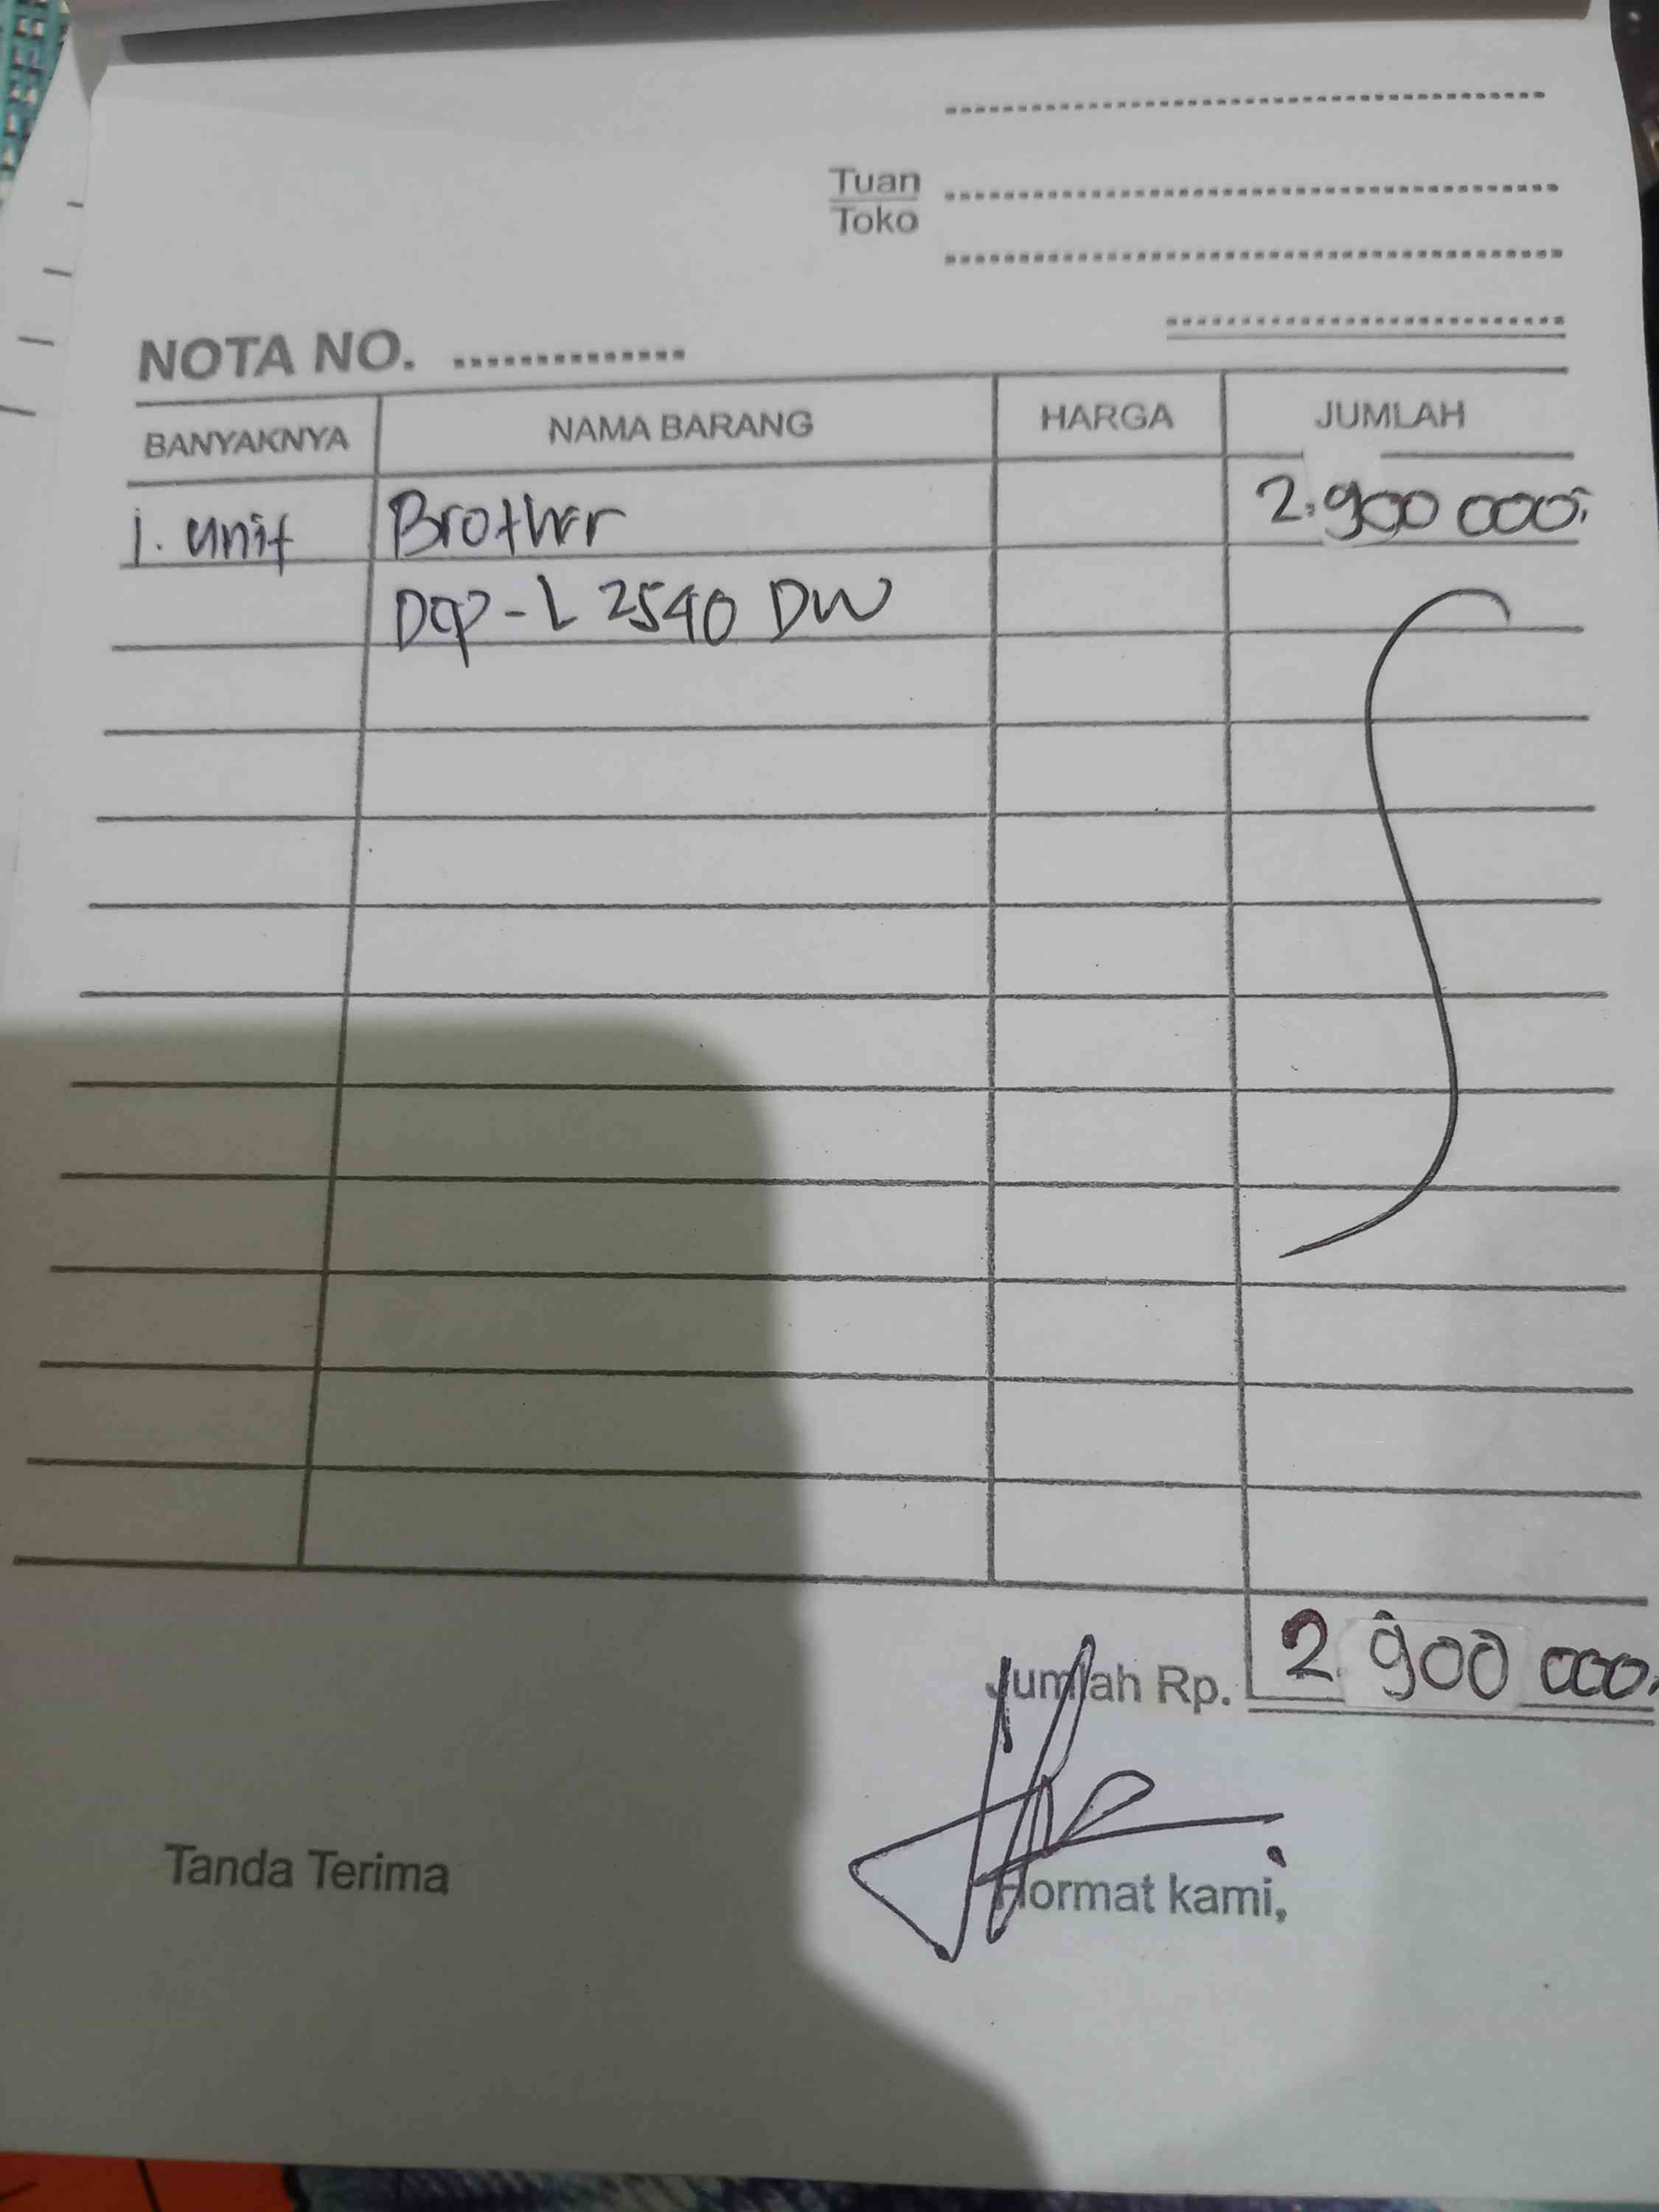 Tuan
Toko
NOTA NO. ...............
BANYAKNYA NAMA BARANG HARGA JUMLAH
1. unit Brother 2.900 000,
DCP-L 2540 DW
Jumlah Rp. 2 900 000,
Tanda Terima Hormat kami,